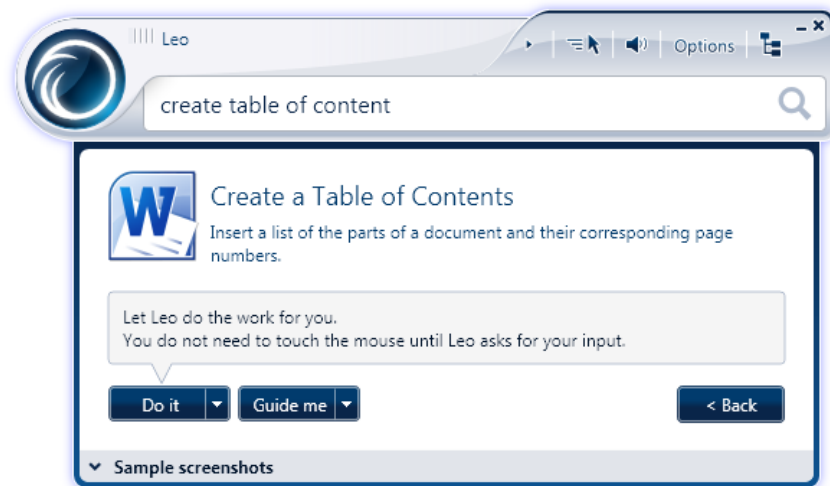 Leo
Options
create table of content
W
Create a Table of Contents
Insert a list of the parts of a document and their corresponding page
numbers.
Let Leo do the work for you.
You do not need to touch the mouse until Leo asks for your input.
Do it
Guide me
< Back
Sample screenshots